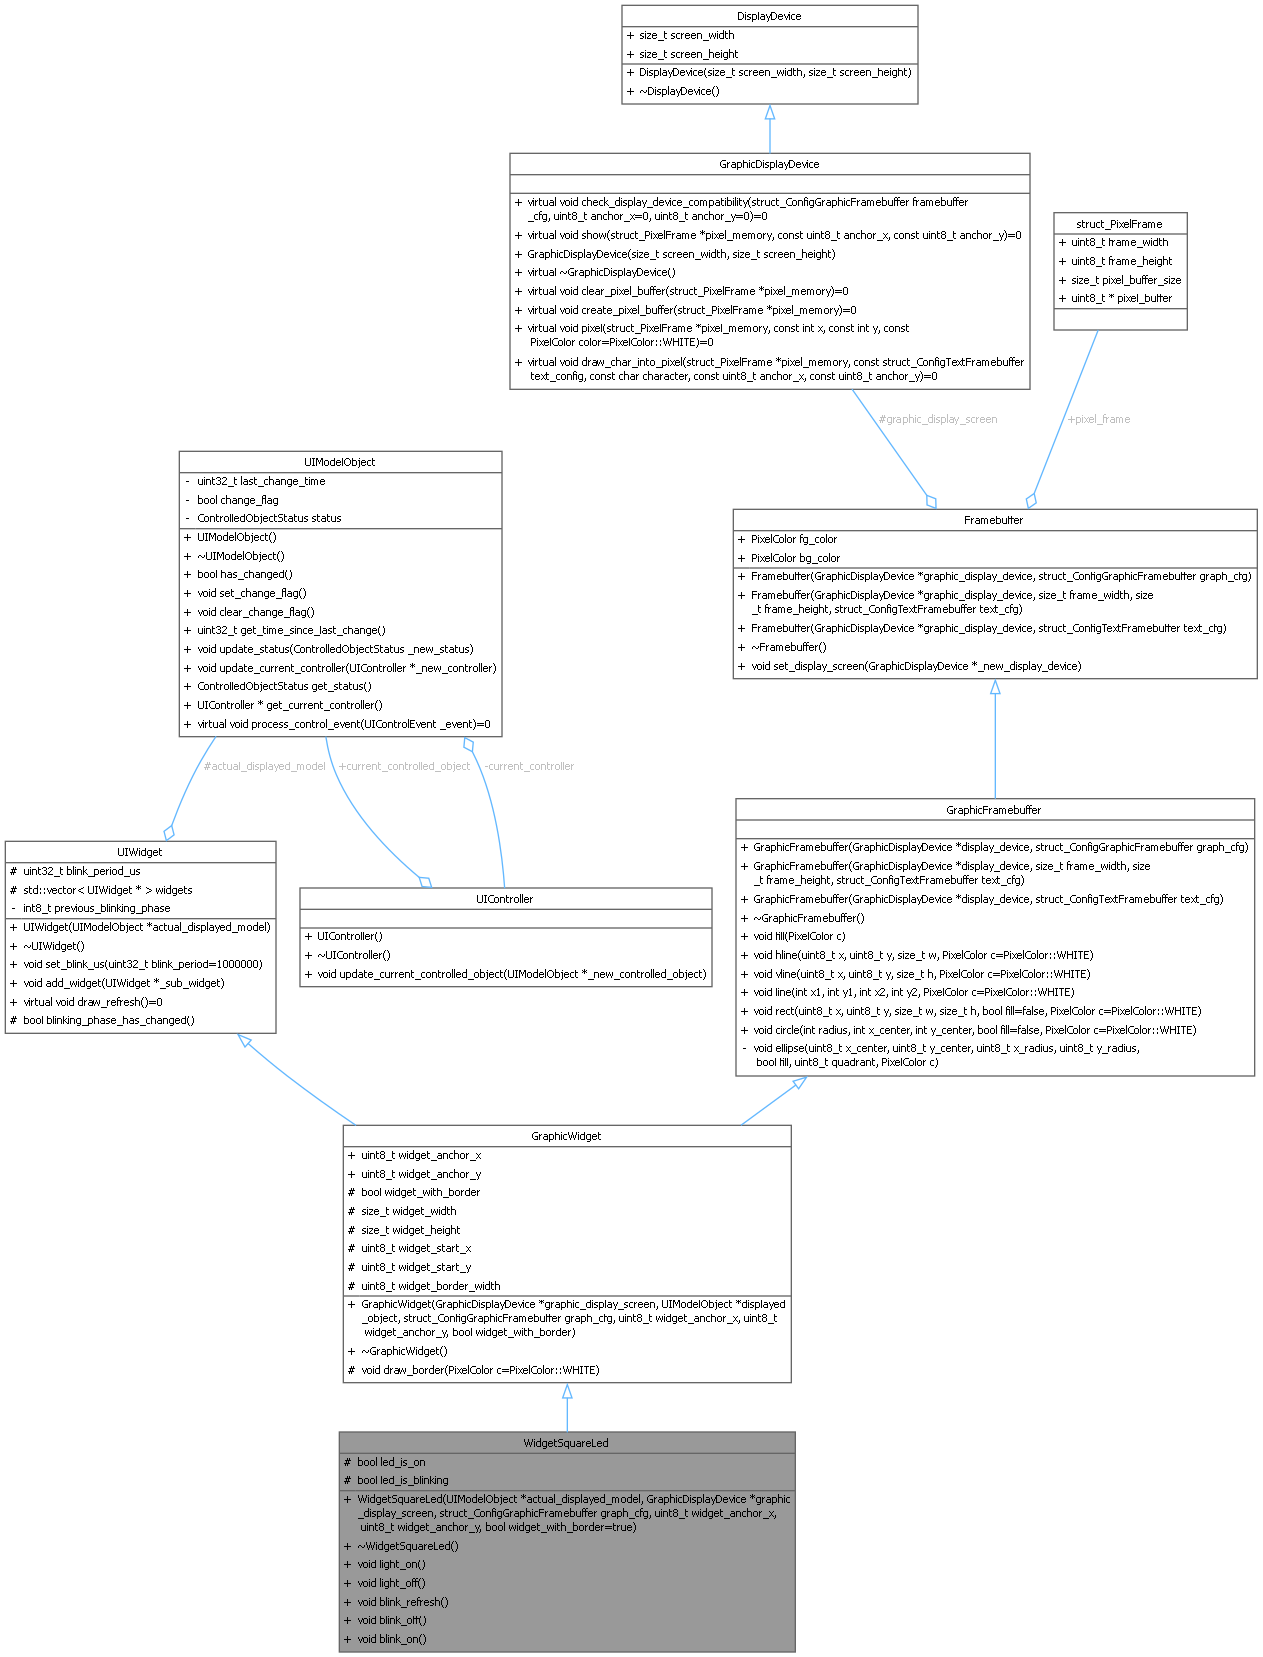 DisplayDevice
+ size_t screen_width
+ size_t screen_height
+ DisplayDevice(size_t screen_width, size_t screen_height)
+ ~DisplayDevice()
GraphicDisplayDevice
+ virtual void check_display_device_compatibility(struct_ConfigGraphicFramebuffer framebuffer
_cfg, uint8_t anchor_x=0, uint8_t anchor_y=0)=0
+ virtual void show(struct_PixelFrame *pixel_memory, const uint8_t anchor_x, const uint8_t anchor_y)=0
+ GraphicDisplayDevice(size_t screen_width, size_t screen_height)
+ virtual ~GraphicDisplayDevice()
+ virtual void clear_pixel_buffer(struct_PixelFrame *pixel_memory)=0
+ virtual void create_pixel_buffer(struct_PixelFrame *pixel_memory)=0
+ virtual void pixel(struct_PixelFrame *pixel_memory, const int x, const int y, const
PixelColor color=PixelColor::WHITE)=0
+ virtual void draw_char_into_pixel(struct_PixelFrame *pixel_memory, const struct_ConfigTextFramebuffer
text_config, const char character, const uint8_t anchor_x, const uint8_t anchor_y)=0
struct_PixelFrame
+ uint8_t frame_width
+ uint8_t frame_height
+ size_t pixel_buffer_size
+ uint8_t * pixel_buffer
#graphic_display_screen
+pixel_frame
UIModelObject
- uint32_t last_change_time
- bool change_flag
- ControlledObjectStatus status
+ UIModelObject()
+ ~UIModelObject()
+ bool has_changed()
+ void set_change_flag()
+ void clear_change_flag()
+ uint32_t get_time_since_last_change()
+ void update_status(ControlledObjectStatus _new_status)
+ void update_current_controller(UIController *_new_controller)
+ ControlledObjectStatus get_status()
+ UIController * get_current_controller()
+ virtual void process_control_event(UIControlEvent _event)=0
Framebuffer
+ PixelColor fg_color
+ PixelColor bg_color
+ Framebuffer(GraphicDisplayDevice *graphic_display_device, struct_ConfigGraphicFramebuffer graph_cfg)
+ Framebuffer(GraphicDisplayDevice *graphic_display_device, size_t frame_width, size
_t frame_height, struct_ConfigTextFramebuffer text_cfg)
+ Framebuffer(GraphicDisplayDevice *graphic_display_device, struct_ConfigTextFramebuffer text_cfg)
+ ~Framebuffer()
+ void set_display_screen(GraphicDisplayDevice *_new_display_device)
#actual_displayed_model
+current_controlled_object
-current_controller
UIWidget
# uint32_t blink_period_us
# std::vector< UIWidget * > widgets
- int8_t previous_blinking_phase
+ UIWidget(UIModelObject *actual_displayed_model)
+ ~UIWidget()
+ void set_blink_us(uint32_t blink_period=1000000)
+ void add_widget(UIWidget *_sub_widget)
+ virtual void draw_refresh()=0
# bool blinking_phase_has_changed()
UIController
+ UIController()
+ ~UIController()
+ void update_current_controlled_object(UIModelObject *_new_controlled_object)
GraphicFramebuffer
+ GraphicFramebuffer(GraphicDisplayDevice *display_device, struct_ConfigGraphicFramebuffer graph_cfg)
+ GraphicFramebuffer(GraphicDisplayDevice *display_device, size_t frame_width, size
_t frame_height, struct_ConfigTextFramebuffer text_cfg)
+ GraphicFramebuffer(GraphicDisplayDevice *display_device, struct_ConfigTextFramebuffer text_cfg)
+ ~GraphicFramebuffer()
+ void fill(PixelColor c)
+ void hline(uint8_t x, uint8_t y, size_t w, PixelColor c=PixelColor::WHITE)
+ void vline(uint8_t x, uint8_t y, size_t h, PixelColor c=PixelColor::WHITE)
+ void line(int x1, int y1, int x2, int y2, PixelColor c=PixelColor::WHITE)
+ void rect(uint8_t x, uint8_t y, size_t w, size_t h, bool fill=false, PixelColor c=PixelColor::WHITE)
+ void circle(int radius, int x_center, int y_center, bool fill=false, PixelColor c=PixelColor::WHITE)
- void ellipse(uint8_t x_center, uint8_t y_center, uint8_t x_radius, uint8_t y_radius,
bool fill, uint8_t quadrant, PixelColor c)
GraphicWidget
+ uint8_t widget_anchor_x
+ uint8_t widget_anchor_y
# bool widget_with_border
# size_t widget_width
# size_t widget_height
# uint8_t widget_start_x
# uint8_t widget_start_y
# uint8_t widget_border_width
+ GraphicWidget(GraphicDisplayDevice *graphic_display_screen, UIModelObject *displayed
_object, struct_ConfigGraphicFramebuffer graph_cfg, uint8_t widget_anchor_x, uint8_t
widget_anchor_y, bool widget_with_border)
+ ~GraphicWidget()
# void draw_border(PixelColor c=PixelColor::WHITE)
WidgetSquareLed
# bool led_is_on
# bool led_is_blinking
+ WidgetSquareLed(UIModelObject *actual_displayed_model, GraphicDisplayDevice *graphic
_display_screen, struct_ConfigGraphicFramebuffer graph_cfg, uint8_t widget_anchor_x,
uint8_t widget_anchor_y, bool widget_with_border=true)
+ ~WidgetSquareLed()
+ void light_on()
+ void light_off()
+ void blink_refresh()
+ void blink_off()
+ void blink_on()